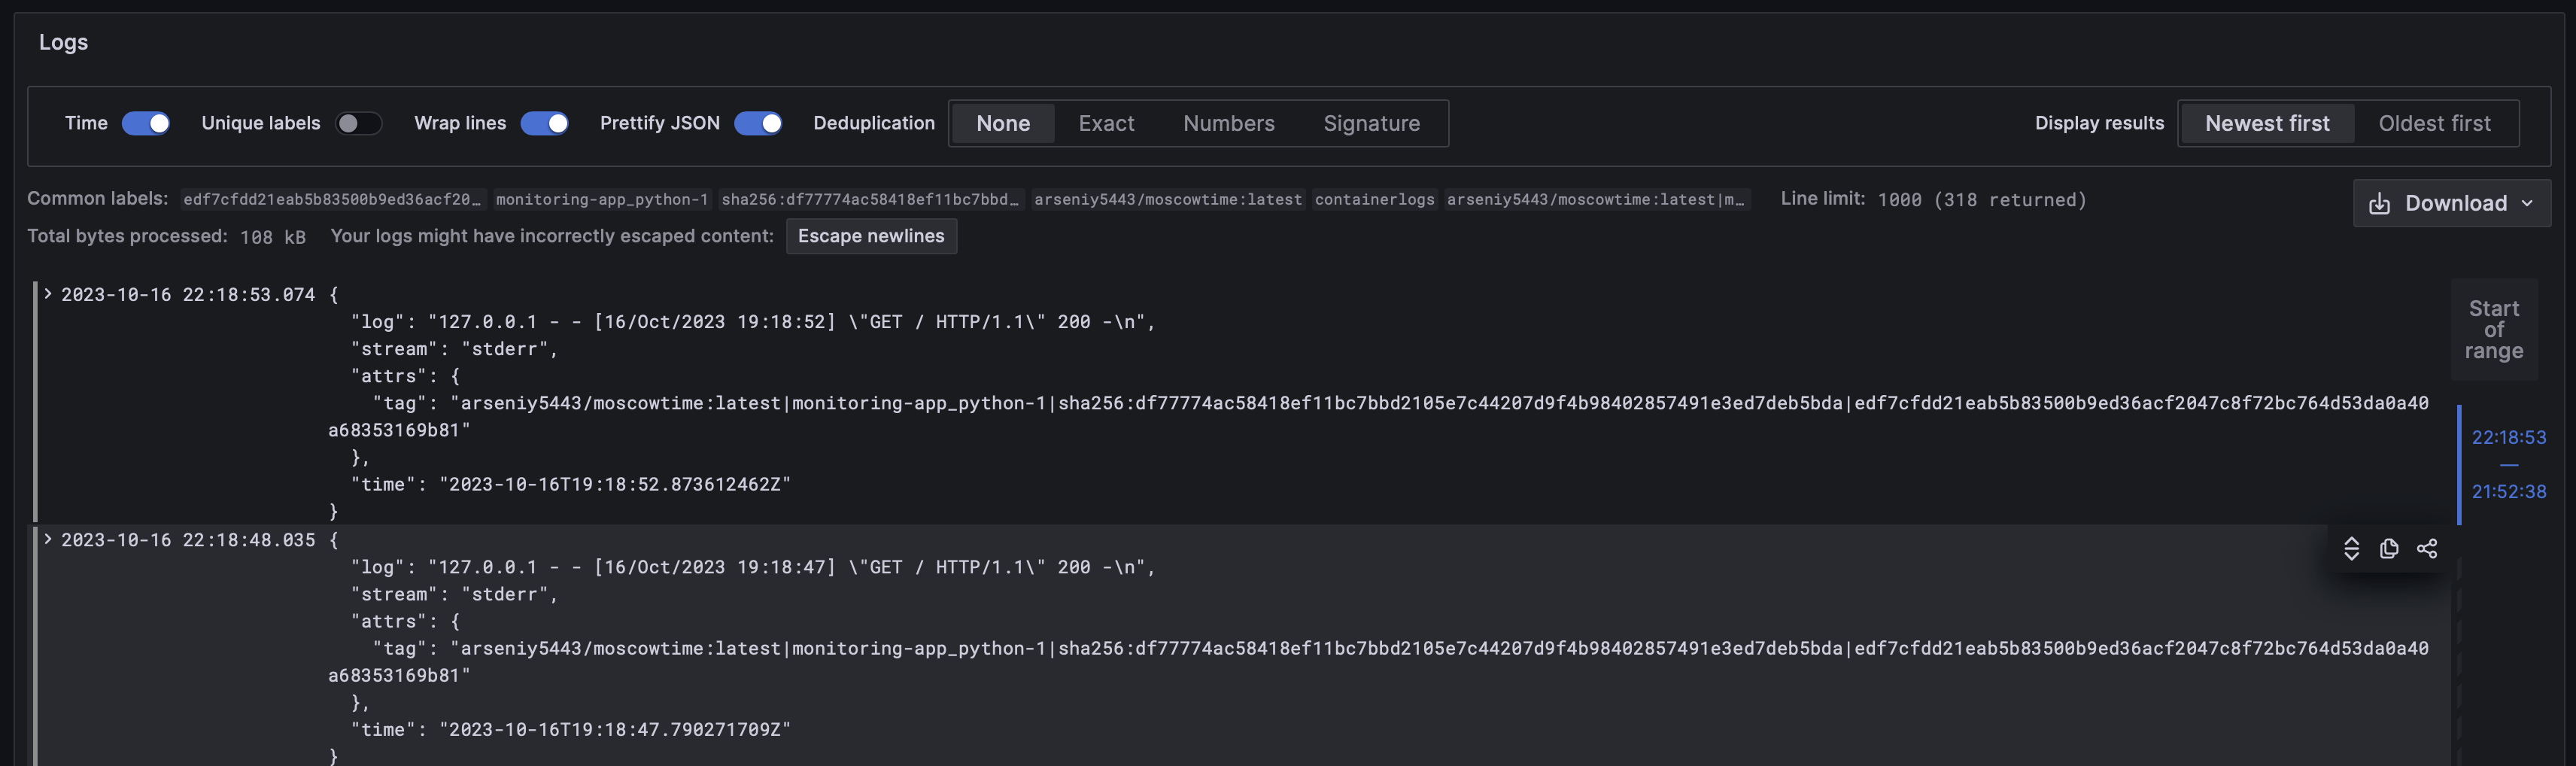 Logs
Time Unique labels Wrap lines Prettify JSON Deduplication None Exact Numbers Signature Display results Newest first Oldest first
Common labels: edf7cfdd21eab5b83500b9ed36acf20… monitoring-app_python-1 sha256:df77774ac58418ef11bc7bbd… arseniy5443/moscowtime:latest containerlogs arseniy5443/moscowtime:latest|m… Line limit: 1000 (318 returned) Download
Total bytes processed: 108 kB Your logs might have incorrectly escaped content: Escape newlines
2023-10-16 22:18:53.074 {
"log": "127.0.0.1 - - [16/Oct/2023 19:18:52] \"GET / HTTP/1.1\" 200 -\n",
"stream": "stderr",
"attrs": {
"tag": "arseniy5443/moscowtime:latest|monitoring-app_python-1|sha256:df77774ac58418ef11bc7bbd2105e7c44207d9f4b98402857491e3ed7deb5bda|edf7cfdd21eab5b83500b9ed36acf2047c8f72bc764d53da0a40
a68353169b81"
},
"time": "2023-10-16T19:18:52.873612462Z"
}
2023-10-16 22:18:48.035 {
"log": "127.0.0.1 - - [16/Oct/2023 19:18:47] \"GET / HTTP/1.1\" 200 -\n",
"stream": "stderr",
"attrs": {
"tag": "arseniy5443/moscowtime:latest|monitoring-app_python-1|sha256:df77774ac58418ef11bc7bbd2105e7c44207d9f4b98402857491e3ed7deb5bda|edf7cfdd21eab5b83500b9ed36acf2047c8f72bc764d53da0a40
a68353169b81"
},
"time": "2023-10-16T19:18:47.790271709Z"
}
Start
of
range
22:18:53
—
21:52:38